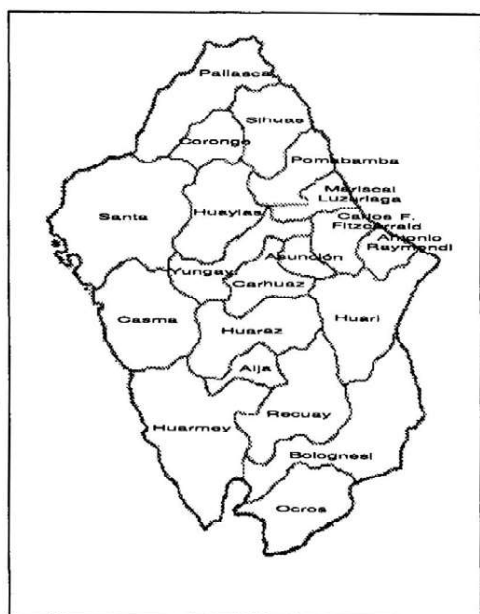 Pallasca
Sihuas
Corongo
Pomabamba
Mariscal
Luzuriaga
Santa
Huaylas
Carlos F.
Fitzcarrald
Antonio
Raymondi
Asunción
Yungay
Carhuaz
Casma
Huaraz
Huari
Aija
Huarmey
Recuay
Bolognesi
Ocros